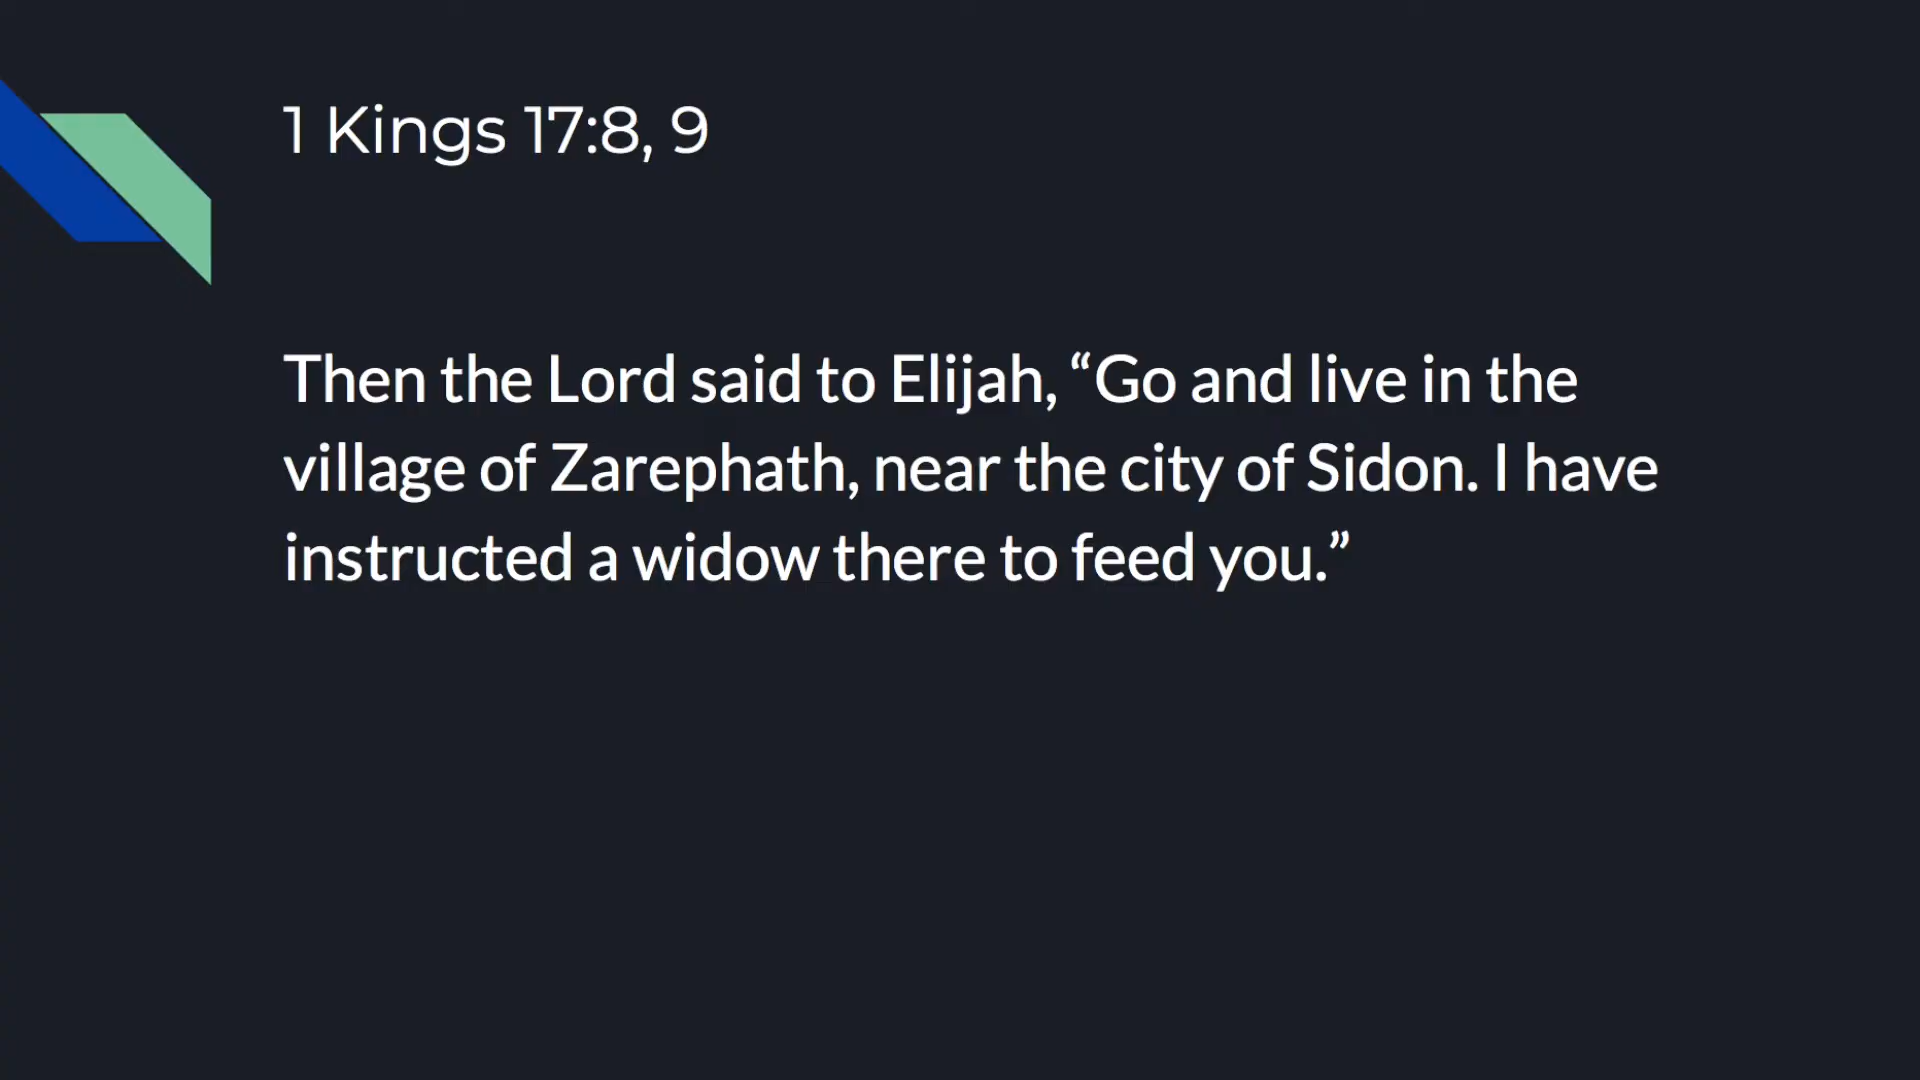 1 Kings 17:8, 9
Then the Lord said to Elijah, “Go and live in the
village of Zarephath, near the city of Sidon. I have
instructed a widow there to feed you.”